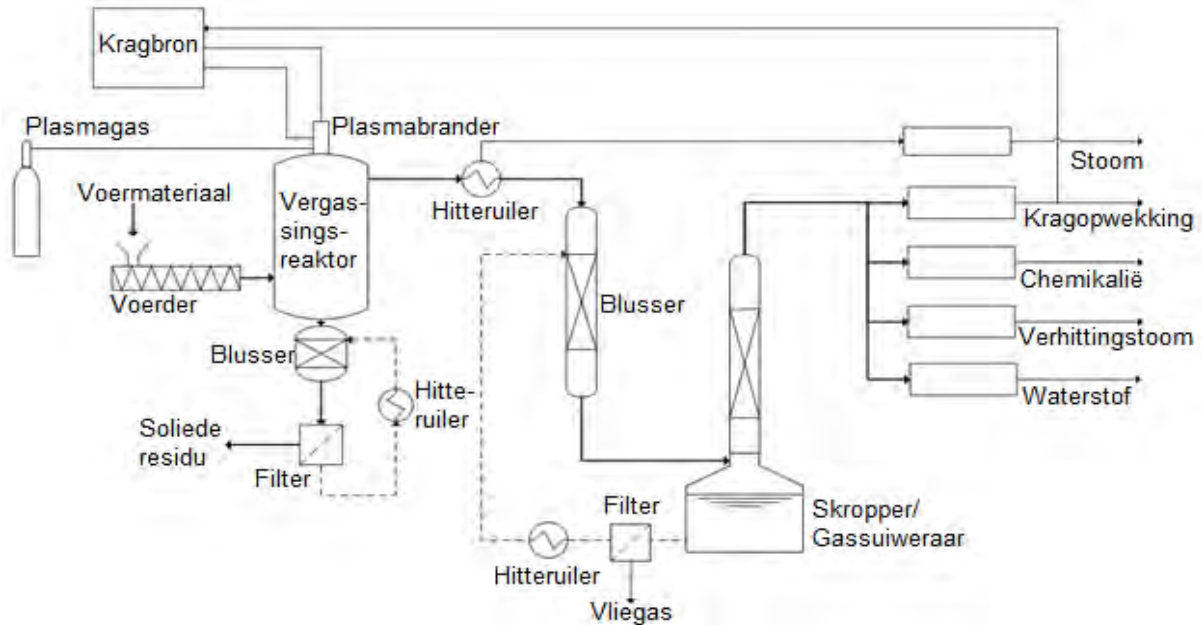 Kragbron
Plasmagas
Plasmabrander
Voermateriaal
Vergas-
sings-
reaktor
Voerder
Blusser
Hitte-
ruiler
Soliede
residu
Filter
Hitteruiler
Blusser
Filter
Hitteruiler
Vliegas
Skropper/
Gassuiweraar
Stoom
Kragopwekking
Chemikalië
Verhittingstoom
Waterstof